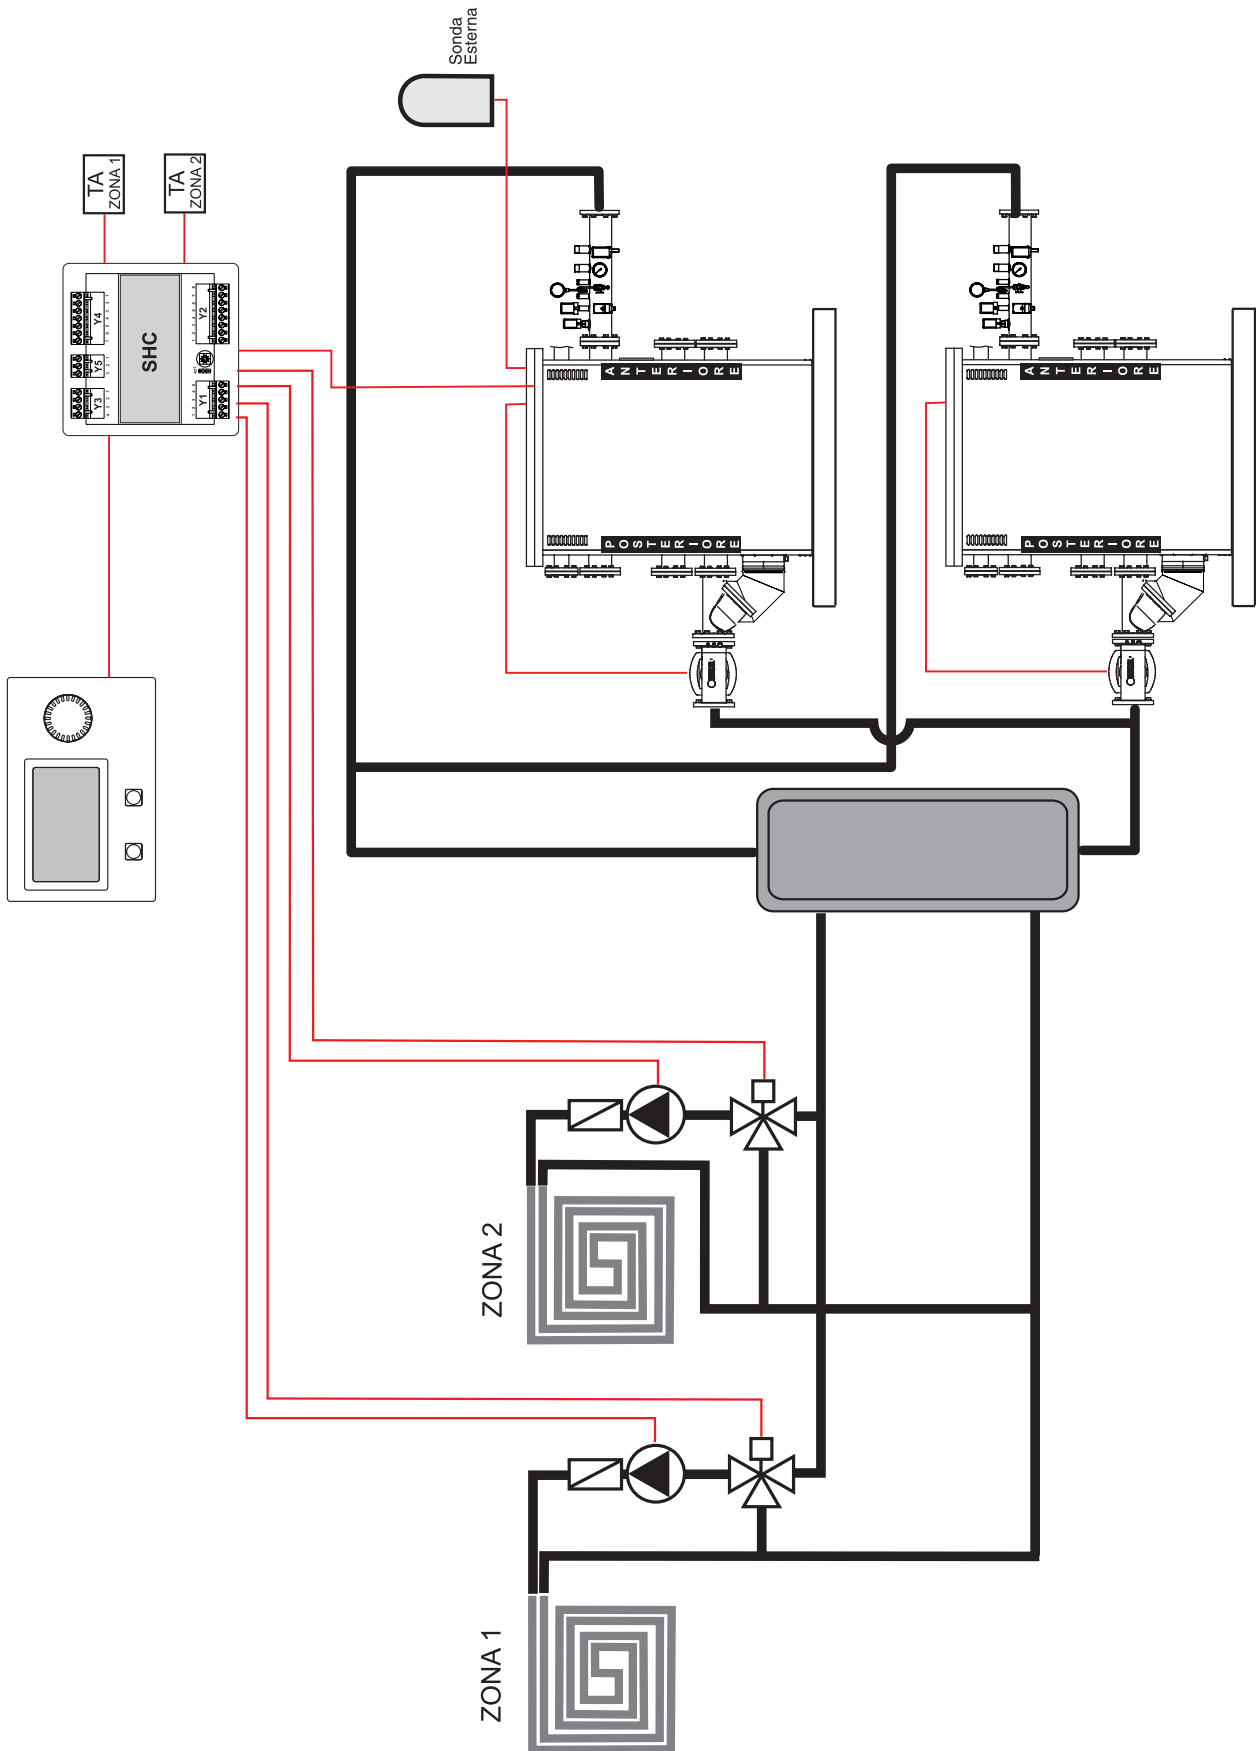 Sonda
Esterna
TA
ZONA 1
TA
ZONA 2
SHC
Y4
Y5
Y3
Y2
Y1
ANTERIORE
POSTERIORE
ANTERIORE
POSTERIORE
ZONA 2
ZONA 1